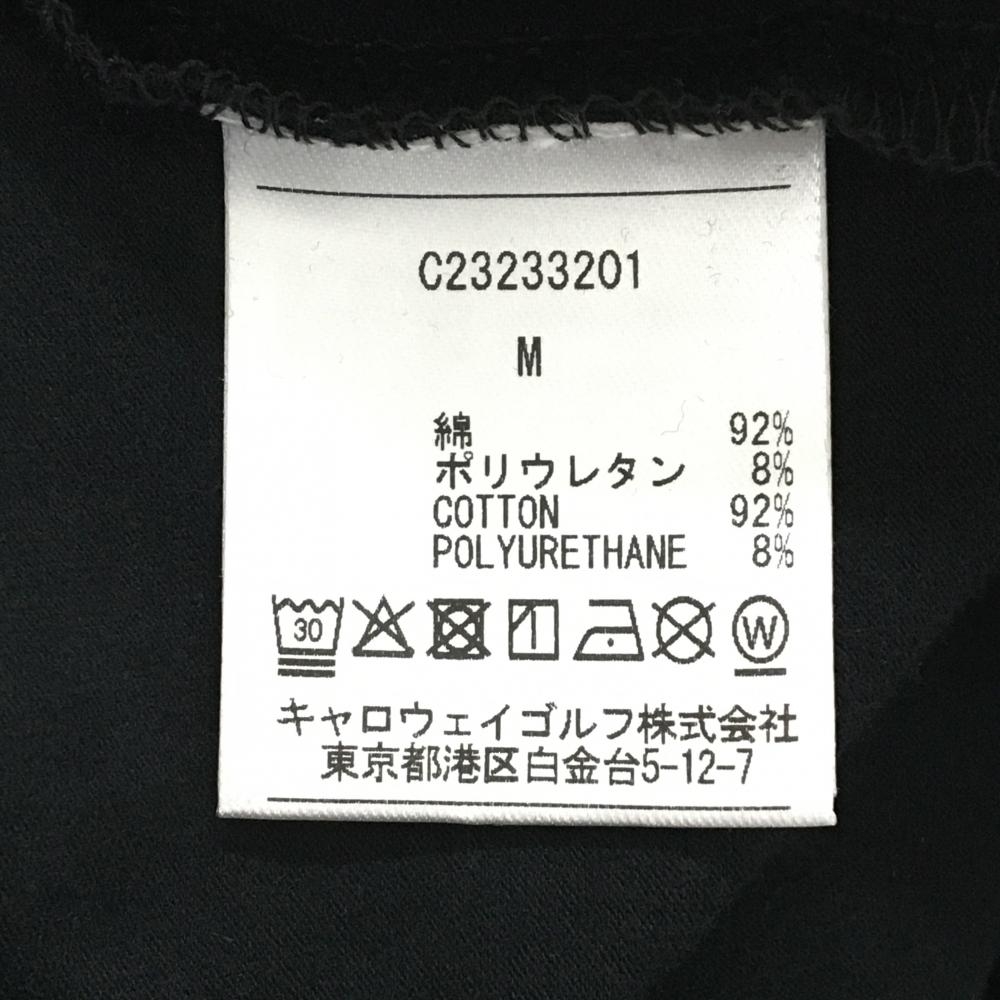 C23233201
M
綿 92%
ポリウレタン 8%
COTTON 92%
POLYURETHANE 8%
30 W
キャロウェイゴルフ株式会社
東京都港区白金台5-12-7